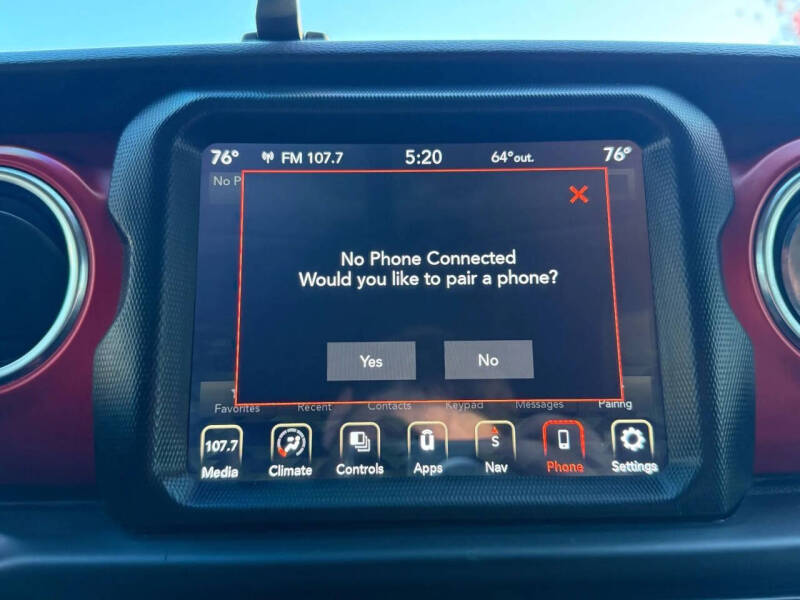 76° FM 107.7 5:20 64°out. 76°
No P
No Phone Connected
Would you like to pair a phone?
Yes No
Favorites Recent Contacts Keypad Messages Pairing
107.7 S
Media Climate Controls Apps Nav Phone Settings